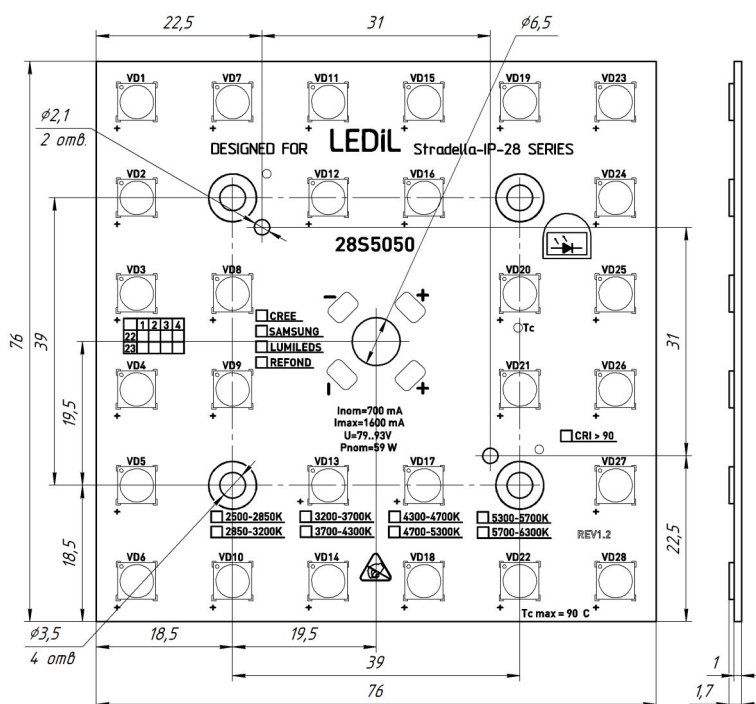 22,5
31
⌀6,5
VD1
VD7
VD11
VD15
VD19
VD23
⌀2,1
2 отв.
DESIGNED FOR LEDiL Stradella-IP-28 SERIES
VD2
VD12
VD16
VD24
28S5050
VD3
VD8
VD20
VD25
- +
1 2 3 4
22
23
CREE
SAMSUNG
LUMILEDS
REFOND
Tc
76
39
31
VD4
VD9
VD21
VD26
- +
19,5
Inom=700 mA
Imax=1600 mA
U=79..93V
Pnom=59 W
CRI > 90
VD5
VD13
VD17
VD27
2500-2850K
3200-3700K
4300-4700K
5300-5700K
2850-3200K
3700-4300K
4700-5300K
5700-6300K
REV1.2
18,5
22,5
VD6
VD10
VD14
VD18
VD22
VD28
Tc max = 90 C
⌀3,5
4 отв
18,5
19,5
39
76
1
1,7